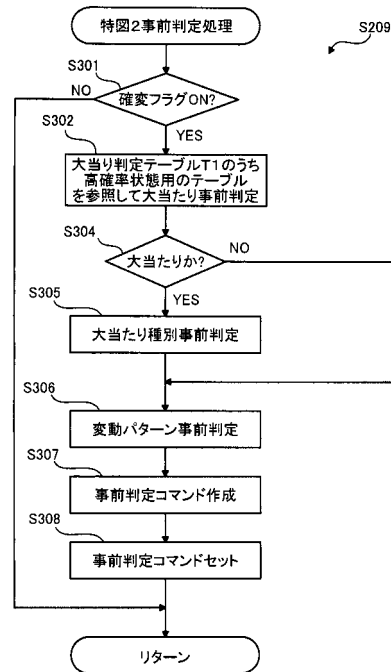 特図2事前判定処理
S209
S301
NO
確変フラグON?
YES
S302
大当り判定テーブルT1のうち
高確率状態用のテーブル
を参照して大当たり事前判定
S304
NO
大当たりか?
YES
S305
大当たり種別事前判定
S306
変動パターン事前判定
S307
事前判定コマンド作成
S308
事前判定コマンドセット
リターン